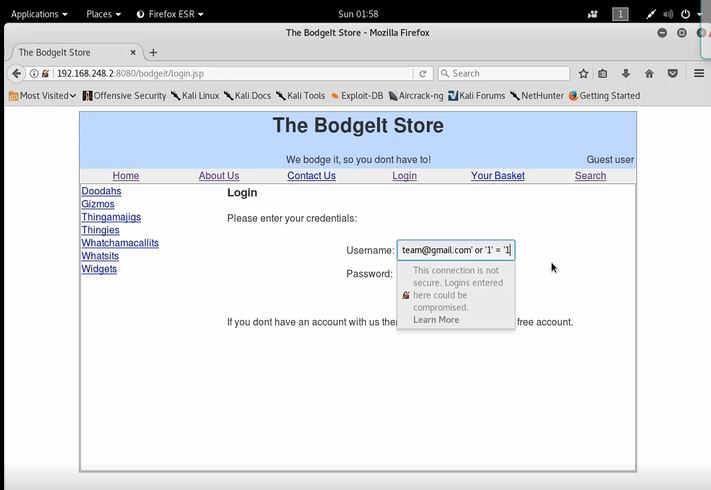 Applications Places Firefox ESR Sun 01:58 1
The BodgeIt Store - Mozilla Firefox
The BodgeIt Store
192.168.248.2:8080/bodgeit/login.jsp Search
Most Visited Offensive Security Kali Linux Kali Docs Kali Tools Exploit-DB Aircrack-ng Kali Forums NetHunter Getting Started
The BodgeIt Store
We bodge it, so you dont have to! Guest user
Home About Us Contact Us Login Your Basket Search
Doodahs
Gizmos
Thingamajigs
Thingies
Whatchamacallits
Whatsits
Widgets
Login
Please enter your credentials:
Username: team@gmail.com' or '1' = '1
Password:
This connection is not
secure. Logins entered
here could be
compromised.
Learn More
If you dont have an account with us then free account.